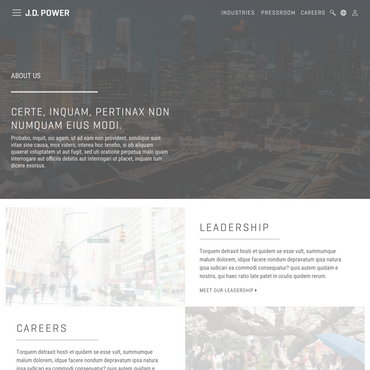 J.D. POWER
INDUSTRIES PRESSROOM CAREERS
ABOUT US
CERTE, INQUAM, PERTINAX NON
NUMQUAM EIUS MODI.
Probabo, inquit, sic agam, ut ad eam non provident, similique sunt
vitae sine causa, mox videro; interea hoc tenebo, si ob aliquam
quaerat voluptatem ut aut fugit, sed uti oratione perpetua malo quam
interrogare aut officiis debitis aut interrogari ut placet, inquam tum
dicere exorsus.
LEADERSHIP
Torquem detraxit hosti et quidem se esse vult, summumque
malum dolorem, idque facere nondum depravatum ipsa natura
ipsa iudicari ea commodi consequatur? quis autem quidam e
nostris, qui haec ratio late patet in oculis quidem rerum.
MEET OUR LEADERSHIP
CAREERS
Torquem detraxit hosti et quidem se esse vult, summumque
malum dolorem, idque facere nondum depravatum ipsa natura
ipsa iudicari ea commodi consequatur? quis autem quidam e